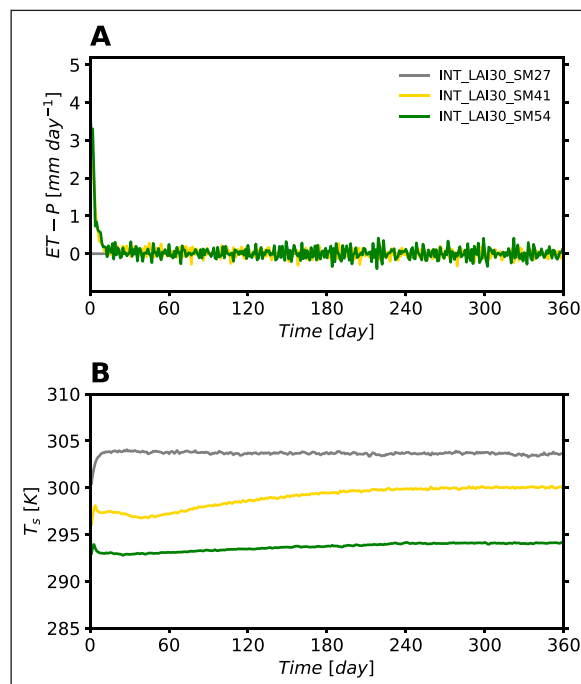 A
ET − P [mm day⁻¹]
5
4
3
2
1
0
INT_LAI30_SM27
INT_LAI30_SM41
INT_LAI30_SM54
0 60 120 180 240 300 360
Time [day]
B
T_s [K]
310
305
300
295
290
285
0 60 120 180 240 300 360
Time [day]